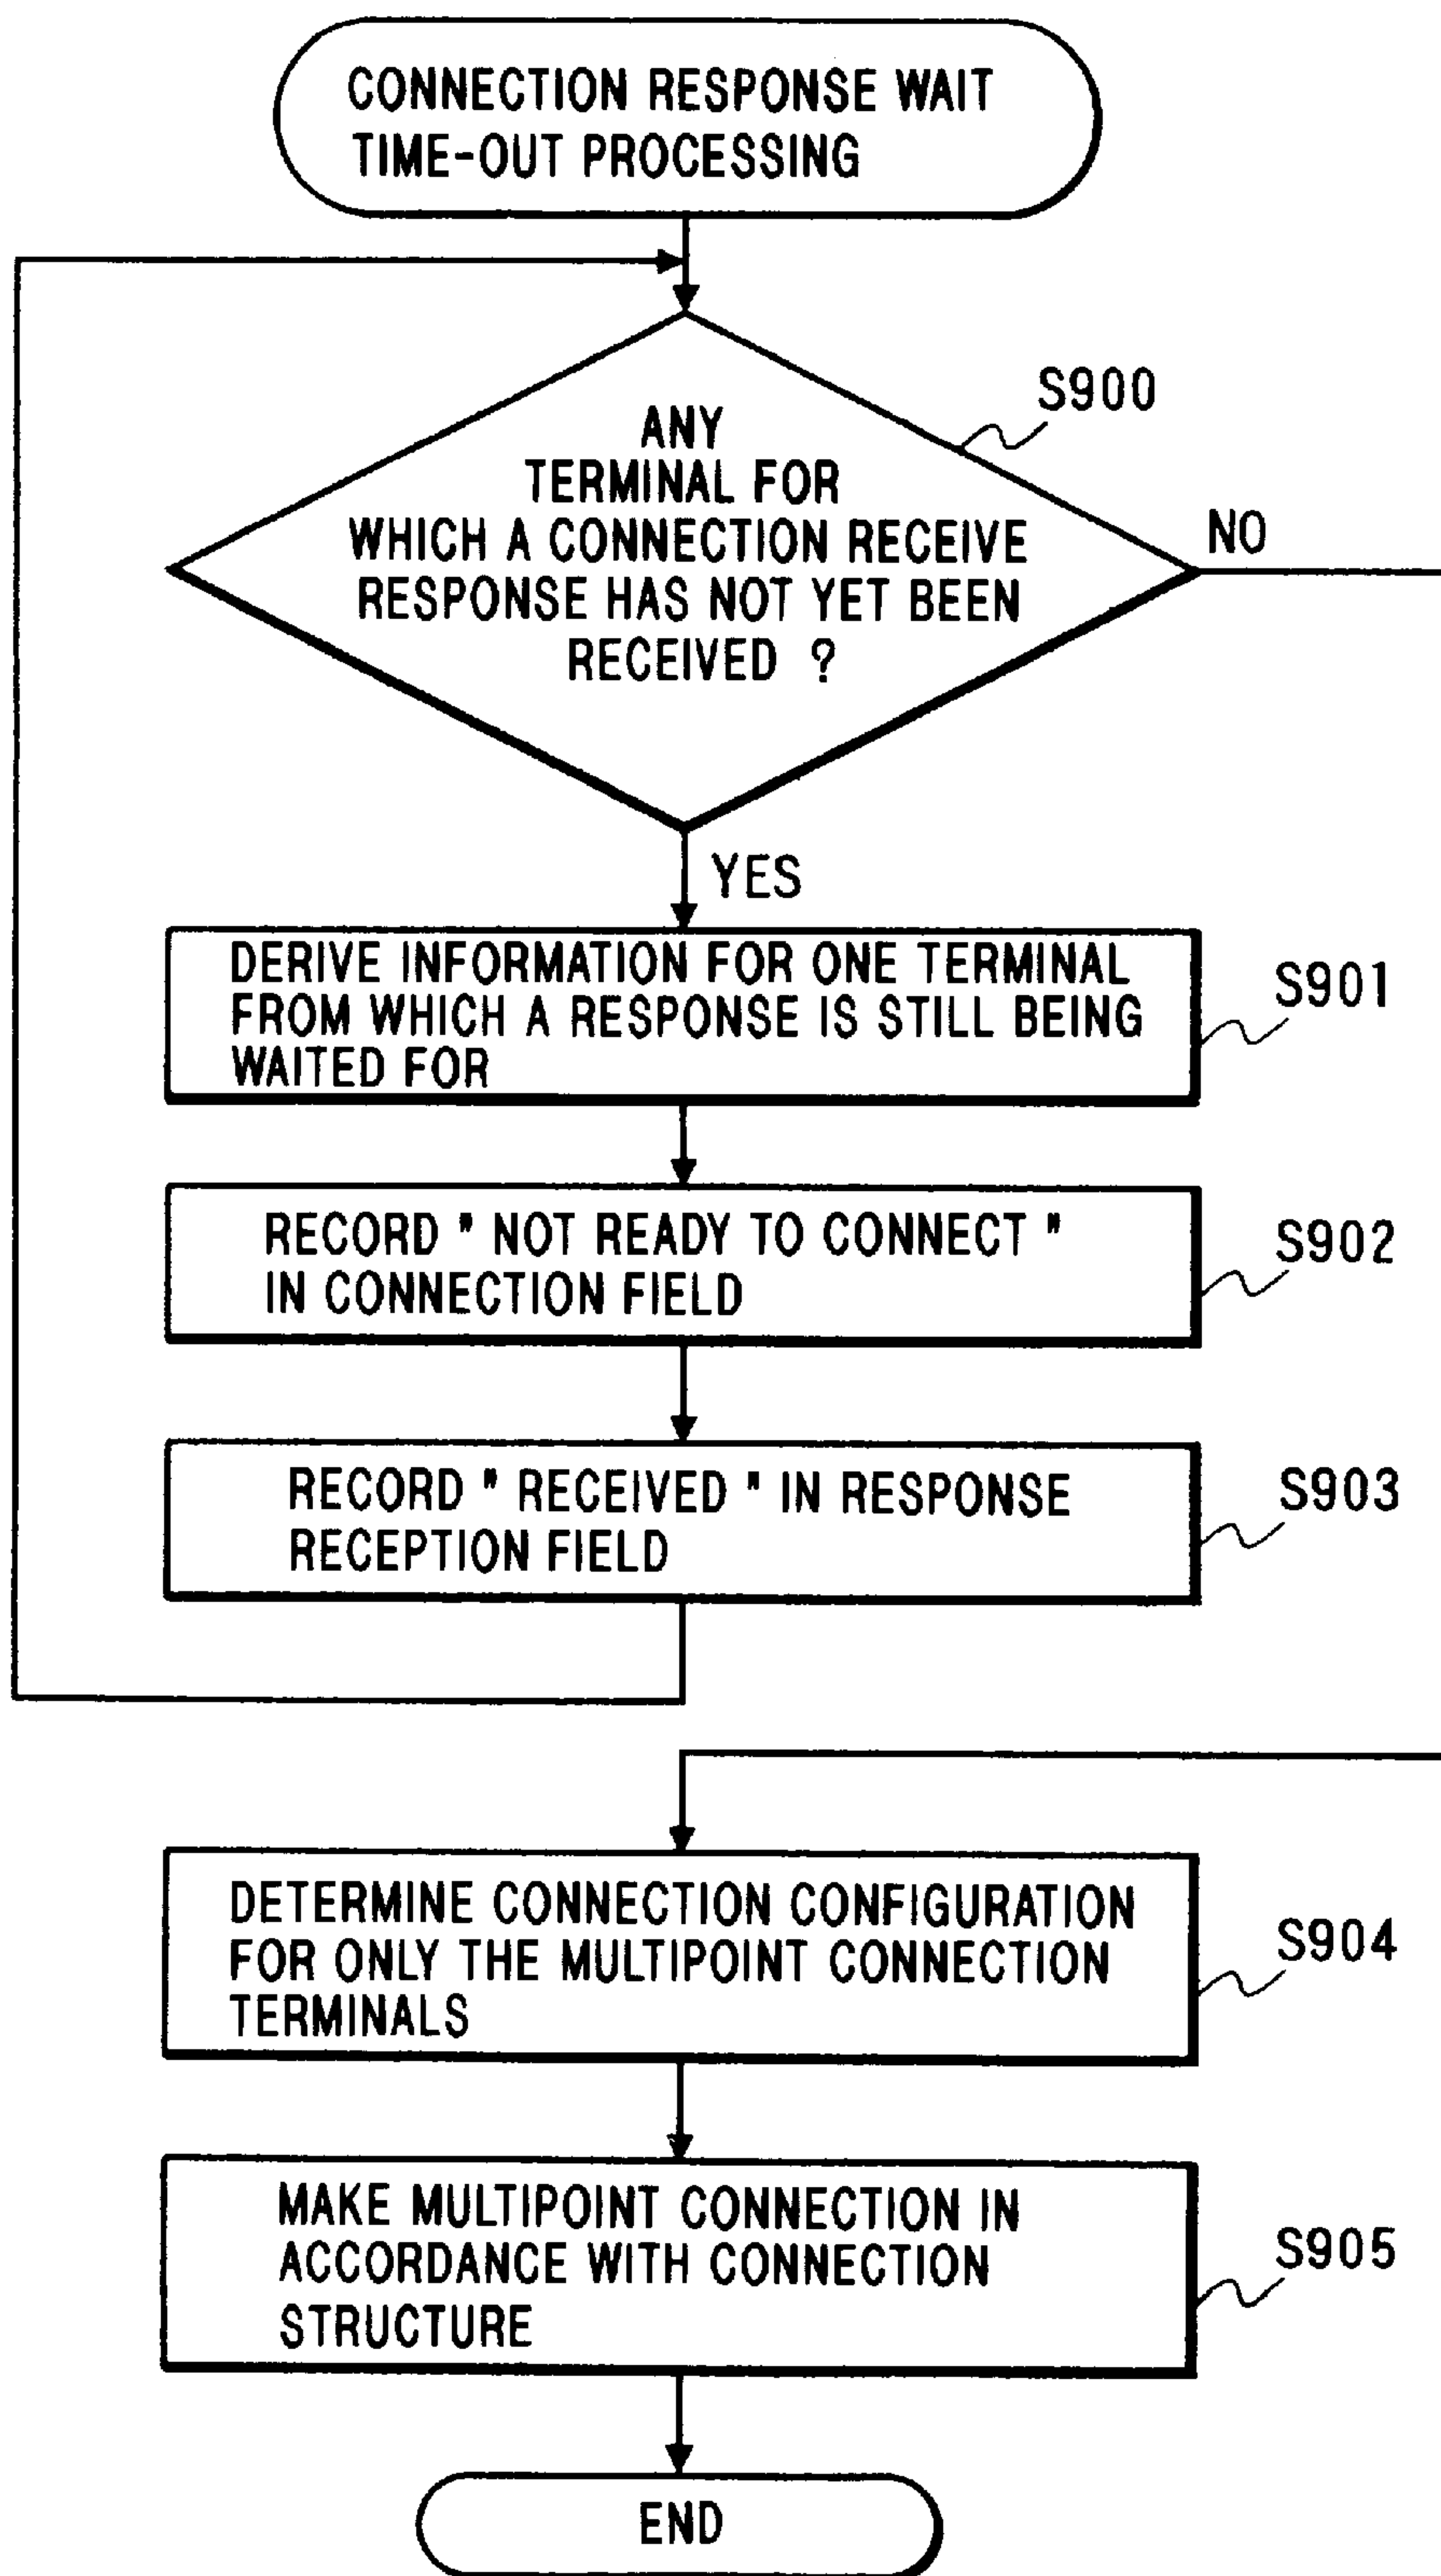 CONNECTION RESPONSE WAIT
TIME-OUT PROCESSING
S900
ANY
TERMINAL FOR
WHICH A CONNECTION RECEIVE
RESPONSE HAS NOT YET BEEN
RECEIVED ?
NO
YES
DERIVE INFORMATION FOR ONE TERMINAL
FROM WHICH A RESPONSE IS STILL BEING
WAITED FOR
S901
RECORD " NOT READY TO CONNECT "
IN CONNECTION FIELD
S902
RECORD " RECEIVED " IN RESPONSE
RECEPTION FIELD
S903
DETERMINE CONNECTION CONFIGURATION
FOR ONLY THE MULTIPOINT CONNECTION
TERMINALS
S904
MAKE MULTIPOINT CONNECTION IN
ACCORDANCE WITH CONNECTION
STRUCTURE
S905
END